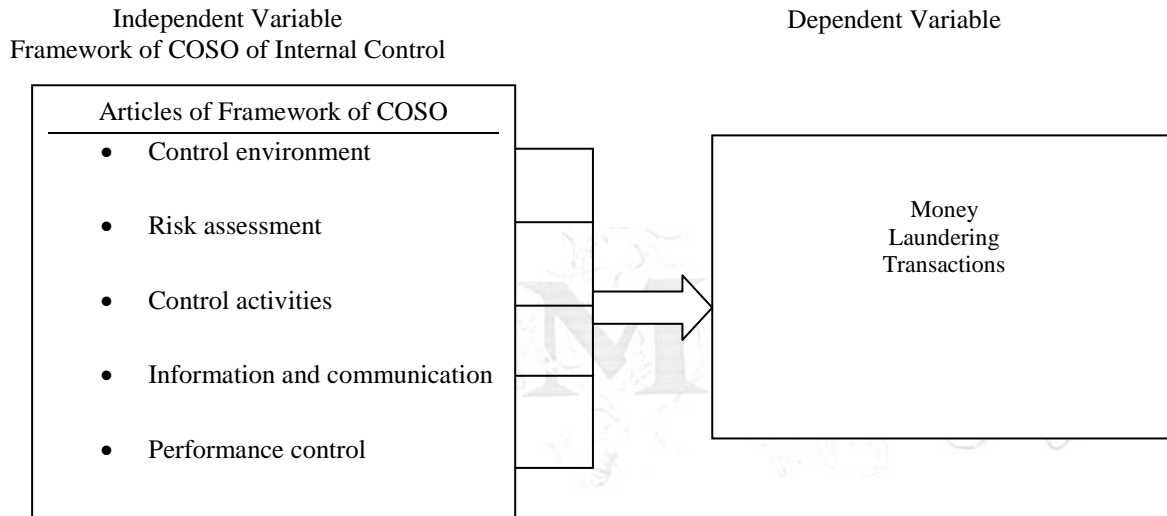 Independent Variable
Framework of COSO of Internal Control
Dependent Variable
Articles of Framework of COSO
• Control environment
• Risk assessment
• Control activities
• Information and communication
• Performance control
Money
Laundering
Transactions
M